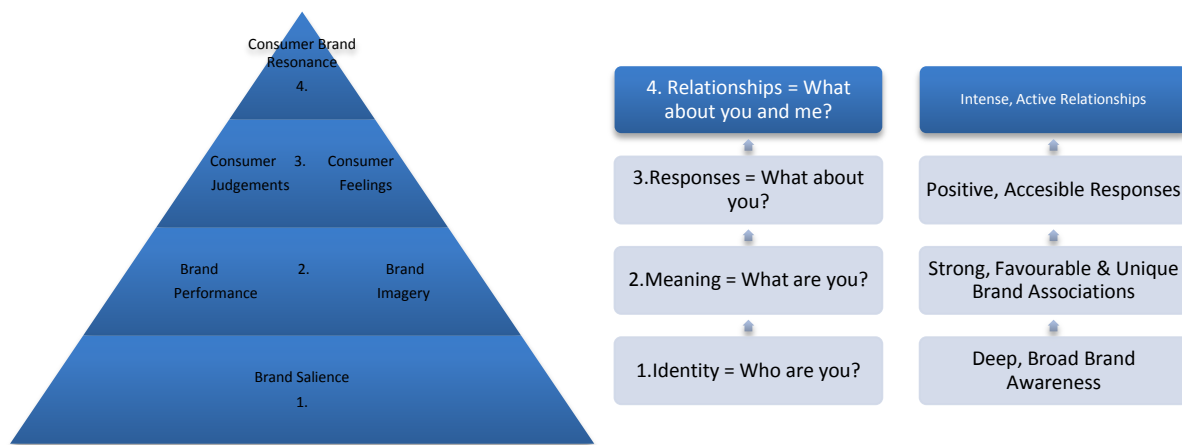 Consumer Brand
Resonance
4.
Consumer 3. Consumer
Judgements Feelings
Brand 2. Brand
Performance Imagery
Brand Salience
1.
4. Relationships = What
about you and me?
3.Responses = What about
you?
2.Meaning = What are you?
1.Identity = Who are you?
Intense, Active Relationships
Positive, Accesible Responses
Strong, Favourable & Unique
Brand Associations
Deep, Broad Brand
Awareness